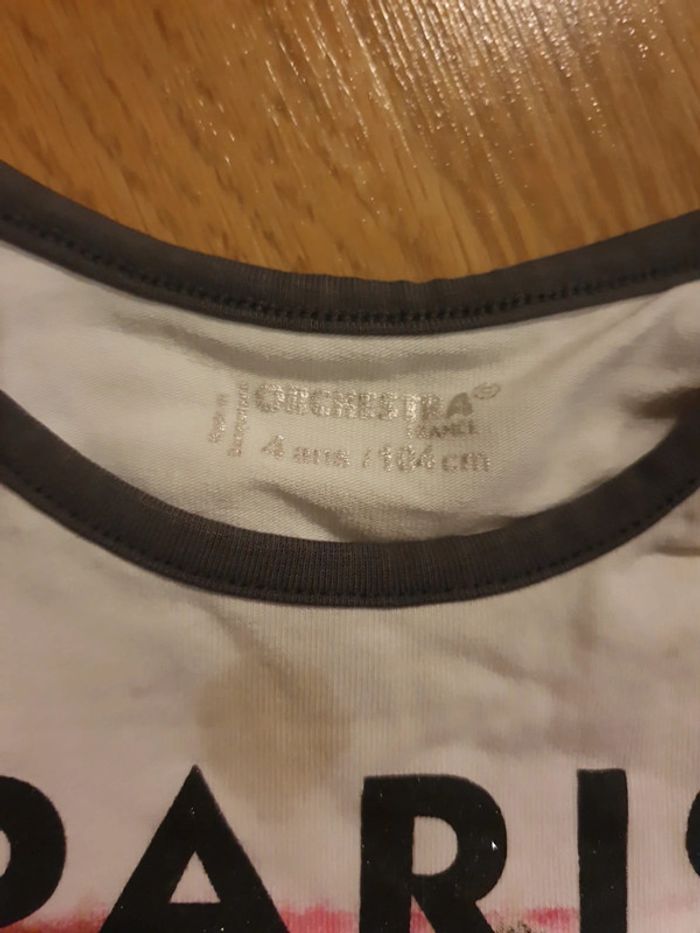 ORCHESTRA
FRANCE
4 ans / 104 cm
PARIS